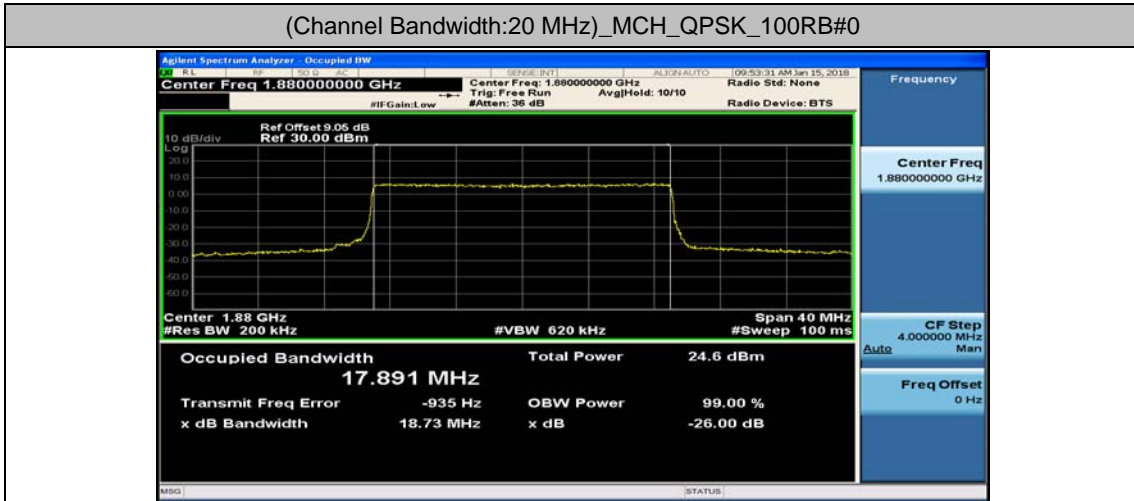 (Channel Bandwidth:20 MHz)_MCH_QPSK_100RB#0
Agilent Spectrum Analyzer - Occupied BW
RL RF 50 Ω AC SENSE:INT ALIGN AUTO 09:53:31 AM Jan 15, 2018
Center Freq 1.880000000 GHz
Center Freq: 1.880000000 GHz
Radio Std: None
Trig: Free Run Avg|Hold: 10/10
#IFGain:Low #Atten: 36 dB Radio Device: BTS
Ref Offset 9.05 dB
10 dB/div Ref 30.00 dBm
Log
20.0
10.0
0.00
-10.0
-20.0
-30.0
-40.0
-50.0
-60.0
Center 1.88 GHz Span 40 MHz
#Res BW 200 kHz #VBW 620 kHz #Sweep 100 ms
Occupied Bandwidth Total Power 24.6 dBm
17.891 MHz
Transmit Freq Error -935 Hz OBW Power 99.00 %
x dB Bandwidth 18.73 MHz x dB -26.00 dB
MSG STATUS
Frequency
Center Freq
1.880000000 GHz
CF Step
4.000000 MHz
Auto Man
Freq Offset
0 Hz